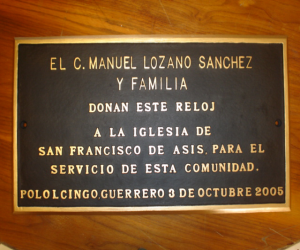 EL C. MANUEL LOZANO SANCHEZ
Y FAMILIA
DONAN ESTE RELOJ
A LA IGLESIA DE
SAN FRANCISCO DE ASIS. PARA EL
SERVICIO DE ESTA COMUNIDAD.
POLOLCINGO, GUERRERO 3 DE OCTUBRE 2005